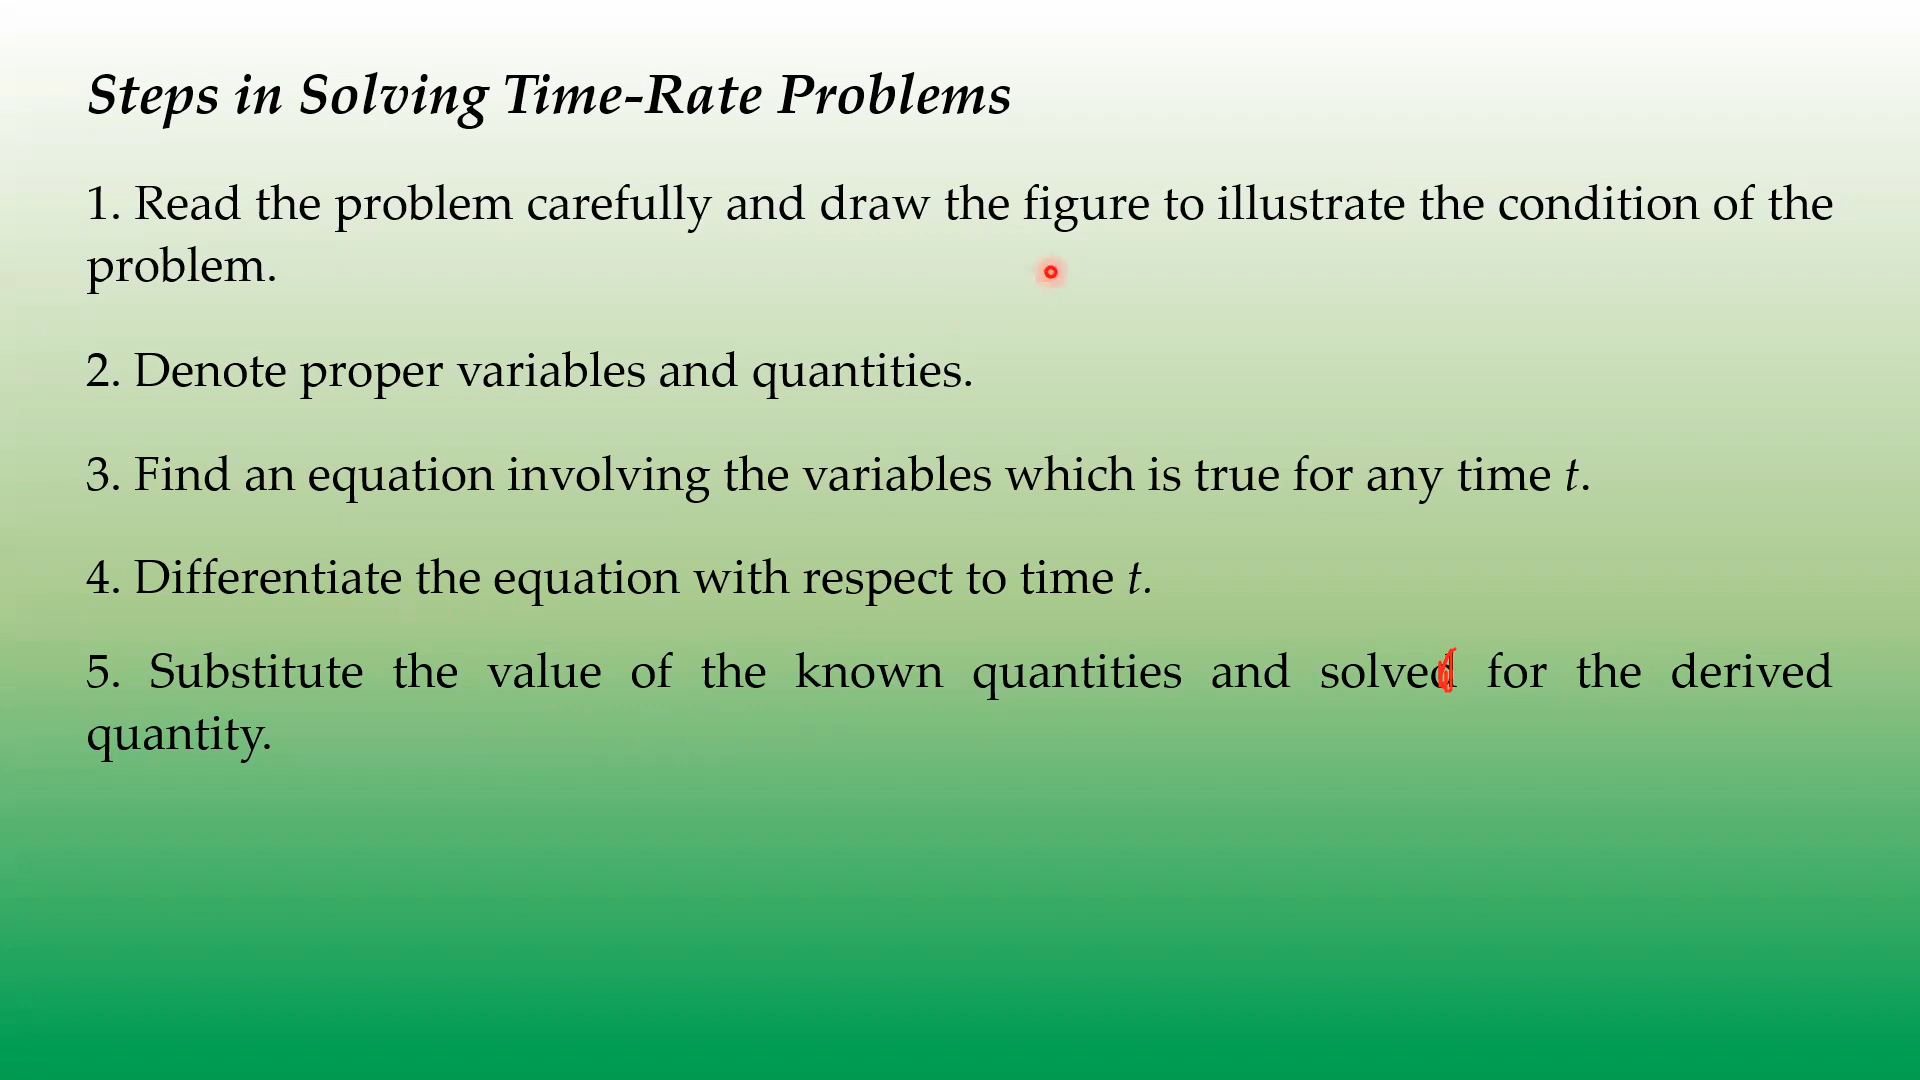 Steps in Solving Time-Rate Problems
1. Read the problem carefully and draw the figure to illustrate the condition of the
problem.
2. Denote proper variables and quantities.
3. Find an equation involving the variables which is true for any time t.
4. Differentiate the equation with respect to time t.
5. Substitute the value of the known quantities and solved for the derived
quantity.